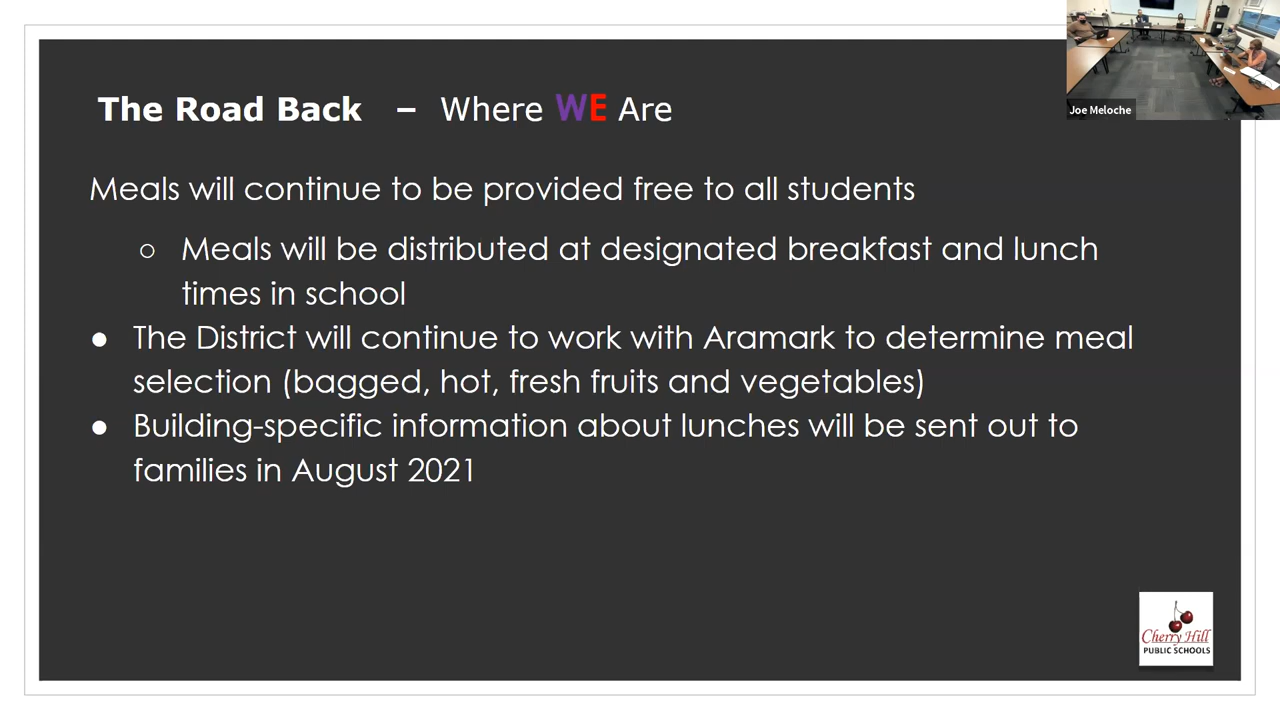 The Road Back – Where WE Are
Joe Meloche
Meals will continue to be provided free to all students
○ Meals will be distributed at designated breakfast and lunch
times in school
● The District will continue to work with Aramark to determine meal
selection (bagged, hot, fresh fruits and vegetables)
● Building-specific information about lunches will be sent out to
families in August 2021
Cherry Hill
PUBLIC SCHOOLS